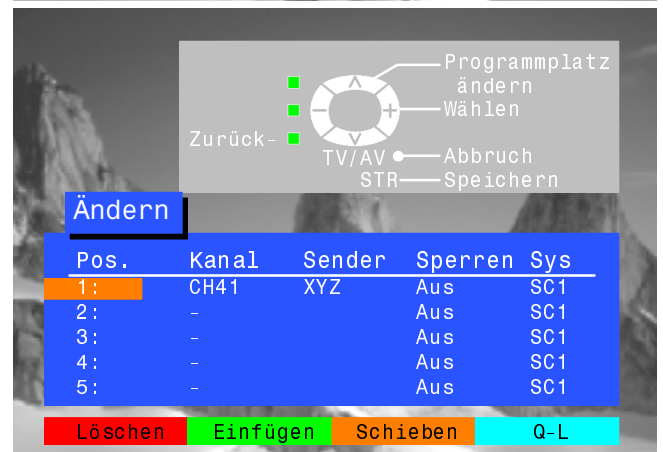 Programmplatz
ändern
- +
Wählen
Zurück-
TV/AV Abbruch
STR Speichern
Ändern
Pos. Kanal Sender Sperren Sys
1: CH41 XYZ Aus SC1
2: - Aus SC1
3: - Aus SC1
4: - Aus SC1
5: - Aus SC1
Löschen Einfügen Schieben Q-L